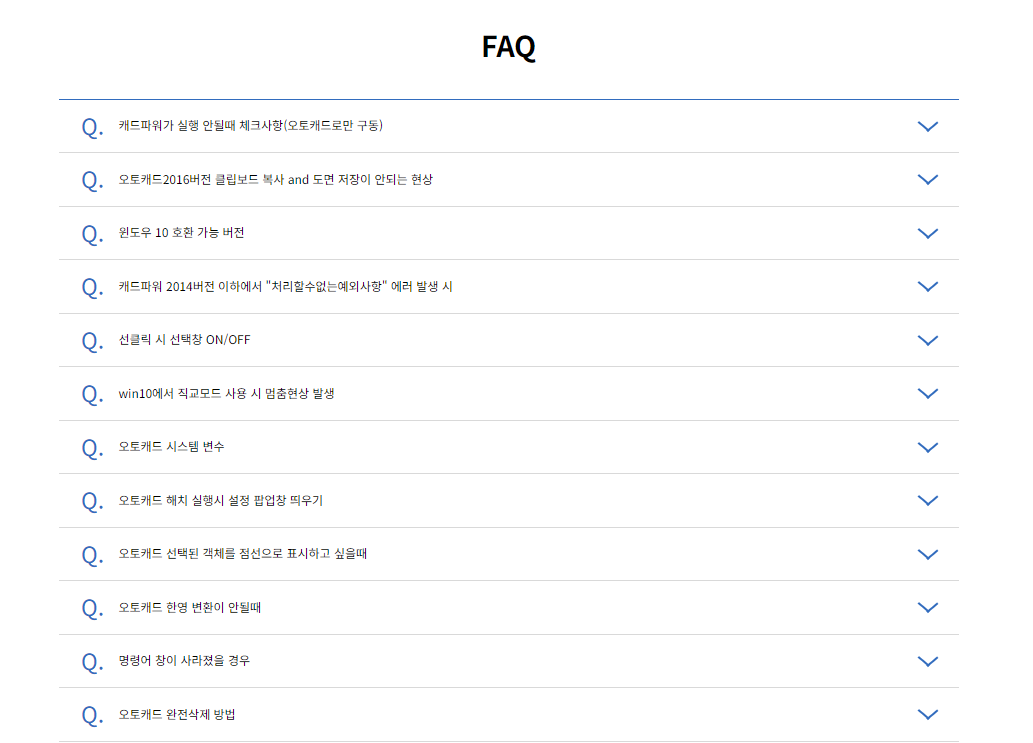 FAQ
Q. 캐드파워가 실행 안될때 체크사항(오토캐드로만 구동)
Q. 오토캐드2016버전 클립보드 복사 and 도면 저장이 안되는 현상
Q. 윈도우 10 호환 가능 버전
Q. 캐드파워 2014버전 이하에서 "처리할수없는예외사항" 에러 발생 시
Q. 선클릭 시 선택창 ON/OFF
Q. win10에서 직교모드 사용 시 멈춤현상 발생
Q. 오토캐드 시스템 변수
Q. 오토캐드 해치 실행시 설정 팝업창 띄우기
Q. 오토캐드 선택된 객체를 점선으로 표시하고 싶을때
Q. 오토캐드 한영 변환이 안될때
Q. 명령어 창이 사라졌을 경우
Q. 오토캐드 완전삭제 방법